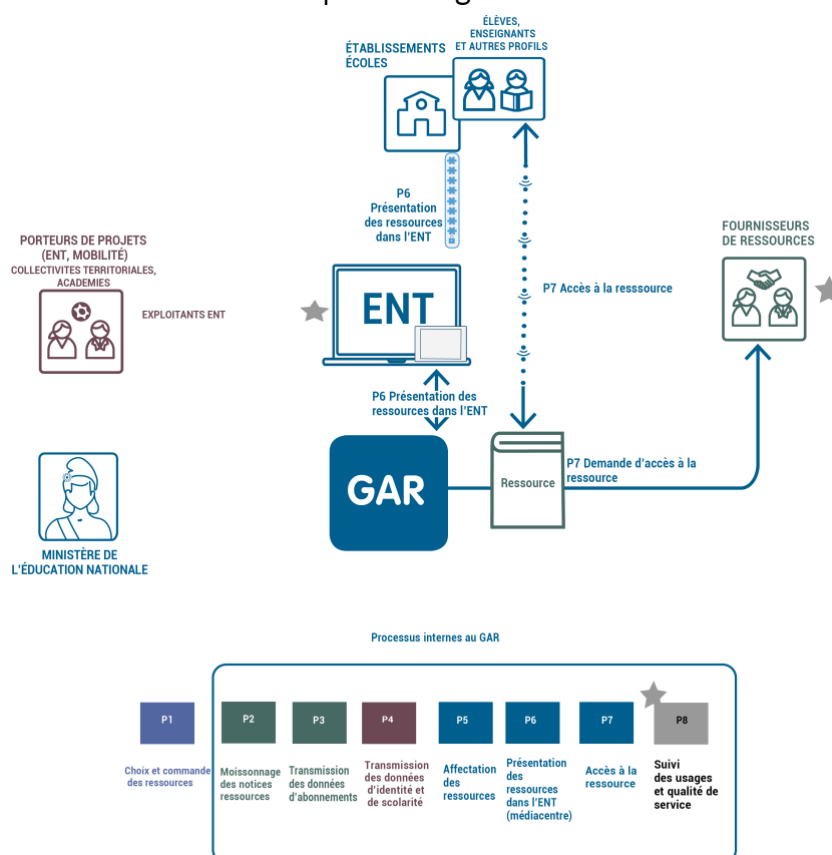 ÉLÈVES,
ENSEIGNANTS
ET AUTRES PROFILS
ÉTABLISSEMENTS
ÉCOLES
P6
Présentation
des ressources
dans l'ENT
PORTEURS DE PROJETS
(ENT, MOBILITÉ)
COLLECTIVITES TERRITORIALES,
ACADEMIES
EXPLOITANTS ENT
ENT
P7 Accès à la resssource
FOURNISSEURS
DE RESSOURCES
P6 Présentation des
ressources dans l'ENT
GAR
Ressource
P7 Demande d'accès à la
ressource
MINISTÈRE DE
L'ÉDUCATION NATIONALE
Processus internes au GAR
P1
Choix et commande
des ressources
P2
Moissonnage
des notices
ressources
P3
Transmission
des données
d'abonnements
P4
Transmission
des données
d'identité et
de scolarité
P5
Affectation
des
ressources
P6
Présentation
des
ressources
dans l'ENT
(médiacentre)
P7
Accès à la
ressource
P8
Suivi
des usages
et qualité de
service